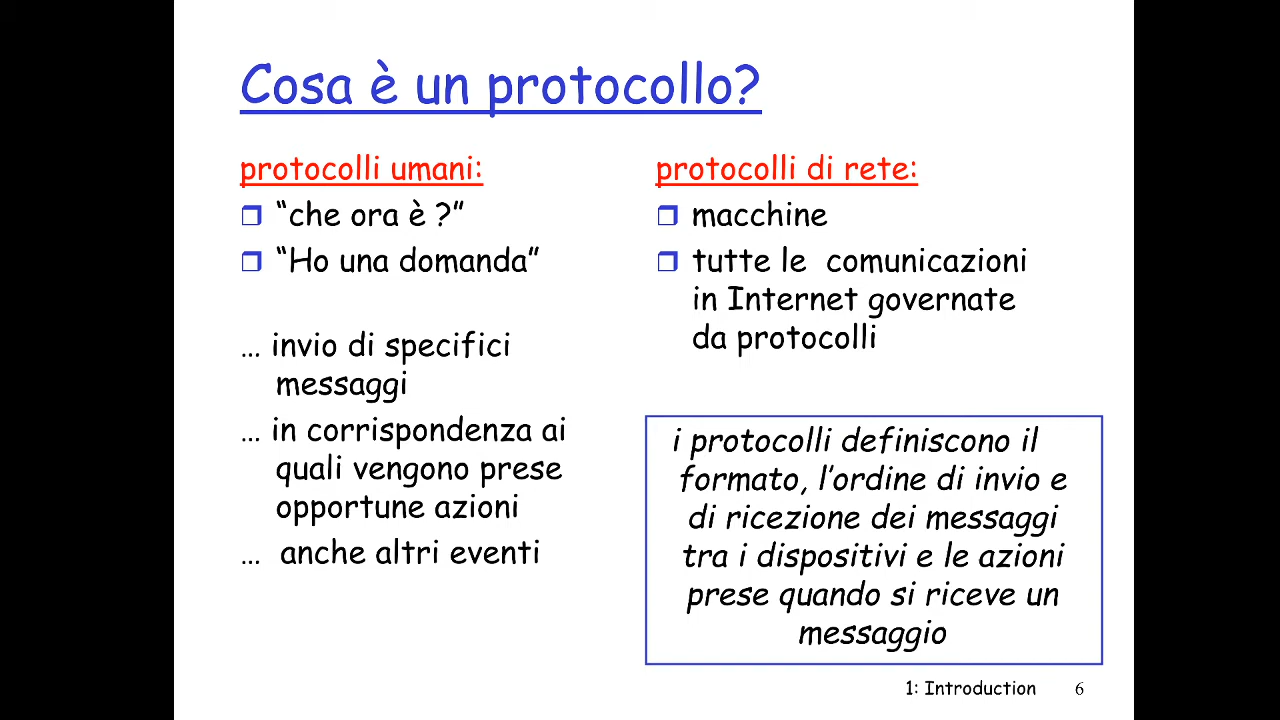 Cosa è un protocollo?
protocolli umani:
“che ora è ?”
“Ho una domanda”
… invio di specifici
messaggi
… in corrispondenza ai
quali vengono prese
opportune azioni
… anche altri eventi
protocolli di rete:
macchine
tutte le comunicazioni
in Internet governate
da protocolli
i protocolli definiscono il
formato, l’ordine di invio e
di ricezione dei messaggi
tra i dispositivi e le azioni
prese quando si riceve un
messaggio
1: Introduction 6